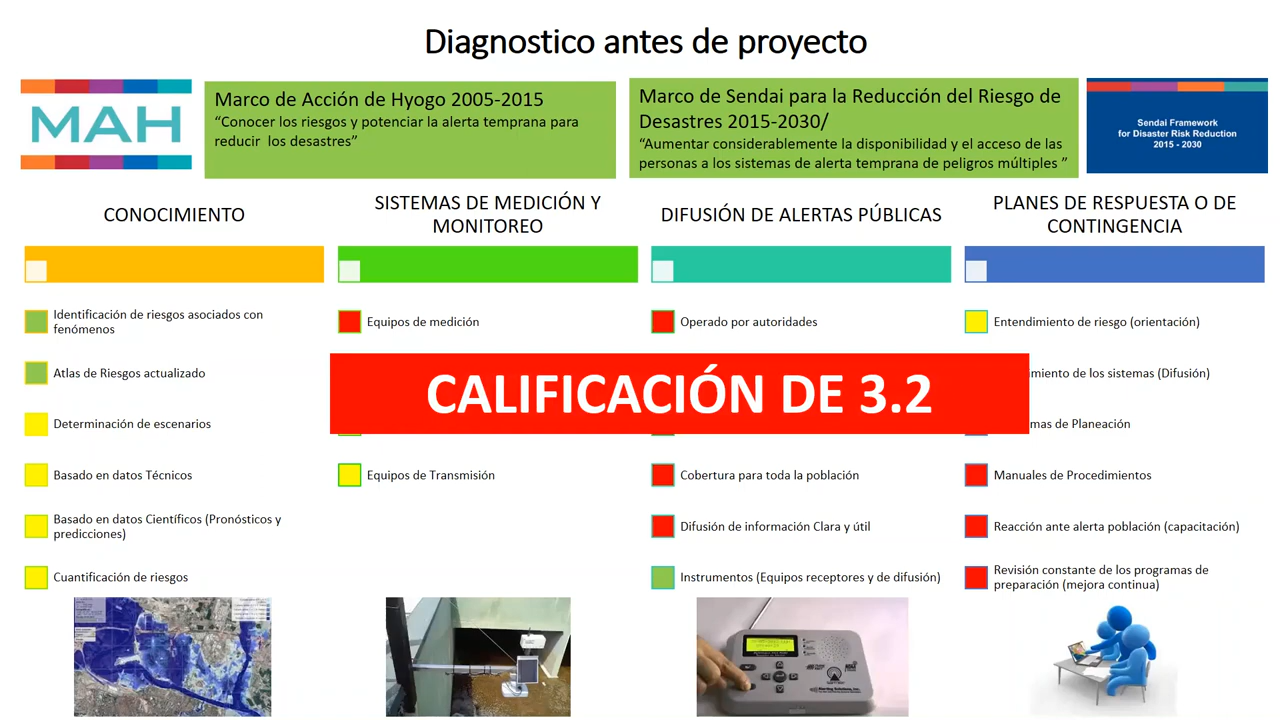 Diagnostico antes de proyecto
MAH
Marco de Acción de Hyogo 2005-2015
“Conocer los riesgos y potenciar la alerta temprana para
reducir los desastres”
Marco de Sendai para la Reducción del Riesgo de
Desastres 2015-2030/
“Aumentar considerablemente la disponibilidad y el acceso de las
personas a los sistemas de alerta temprana de peligros múltiples ”
Sendai Framework
for Disaster Risk Reduction
2015 - 2030
CONOCIMIENTO
Identificación de riesgos asociados con
fenómenos
Atlas de Riesgos actualizado
Determinación de escenarios
Basado en datos Técnicos
Basado en datos Científicos (Pronósticos y
predicciones)
Cuantificación de riesgos
SISTEMAS DE MEDICIÓN Y
MONITOREO
Equipos de medición
Equipos de Transmisión
DIFUSIÓN DE ALERTAS PÚBLICAS
Operado por autoridades
Cobertura para toda la población
Difusión de información Clara y útil
Instrumentos (Equipos receptores y de difusión)
PLANES DE RESPUESTA O DE
CONTINGENCIA
Entendimiento de riesgo (orientación)
de los sistemas (Difusión)
de Planeación
Manuales de Procedimientos
Reacción ante alerta población (capacitación)
Revisión constante de los programas de
preparación (mejora continua)
CALIFICACIÓN DE 3.2